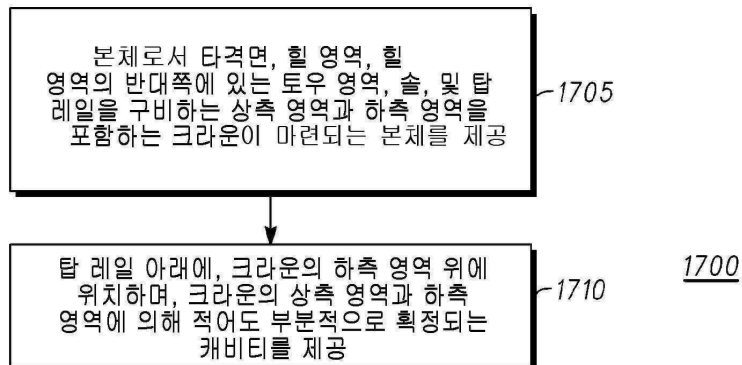 본체로서 타격면, 힐 영역, 힐
영역의 반대쪽에 있는 토우 영역, 솔, 및 탑
레일을 구비하는 상측 영역과 하측 영역을
포함하는 크라운이 마련되는 본체를 제공
1705
탑 레일 아래에, 크라운의 하측 영역 위에
위치하며, 크라운의 상측 영역과 하측
영역에 의해 적어도 부분적으로 획정되는
캐비티를 제공
1710
1700